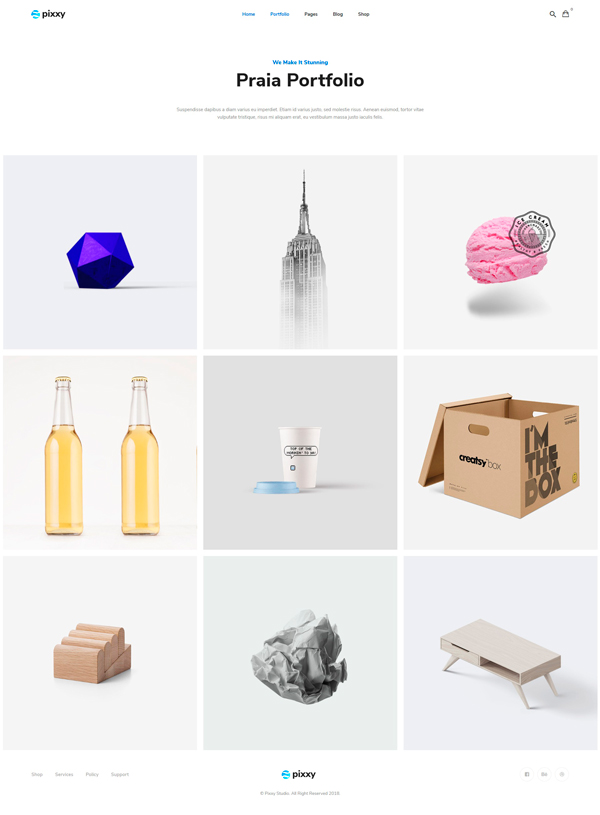 pixxy
Home Portfolio Pages Blog Shop
0
We Make It Stunning
Praia Portfolio
Suspendisse dapibus a diam varius eu imperdiet. Etiam id varius justo, sed molestie risus. Aenean euismod, tortor vitae
vulputate tristique, risus mi aliquam erat, eu vestibulum massa justo iaculis felis.
ICE CREAM
TOP UP THE
MORNIN' TO YA!
creatsy box
I'M
THE
BOX
Shop Services Policy Support
pixxy
© Pixxy Studio. All Right Reserved 2018